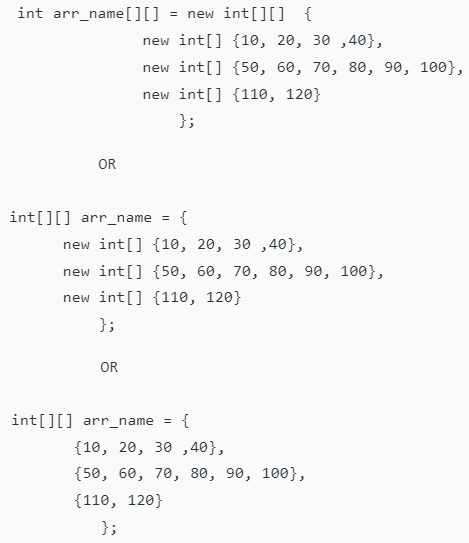 int arr_name[][] = new int[][]  {
new int[] {10, 20, 30 ,40},
new int[] {50, 60, 70, 80, 90, 100},
new int[] {110, 120}
};
OR
int[][] arr_name = {
new int[] {10, 20, 30 ,40},
new int[] {50, 60, 70, 80, 90, 100},
new int[] {110, 120}
};
OR
int[][] arr_name = {
{10, 20, 30 ,40},
{50, 60, 70, 80, 90, 100},
{110, 120}
};